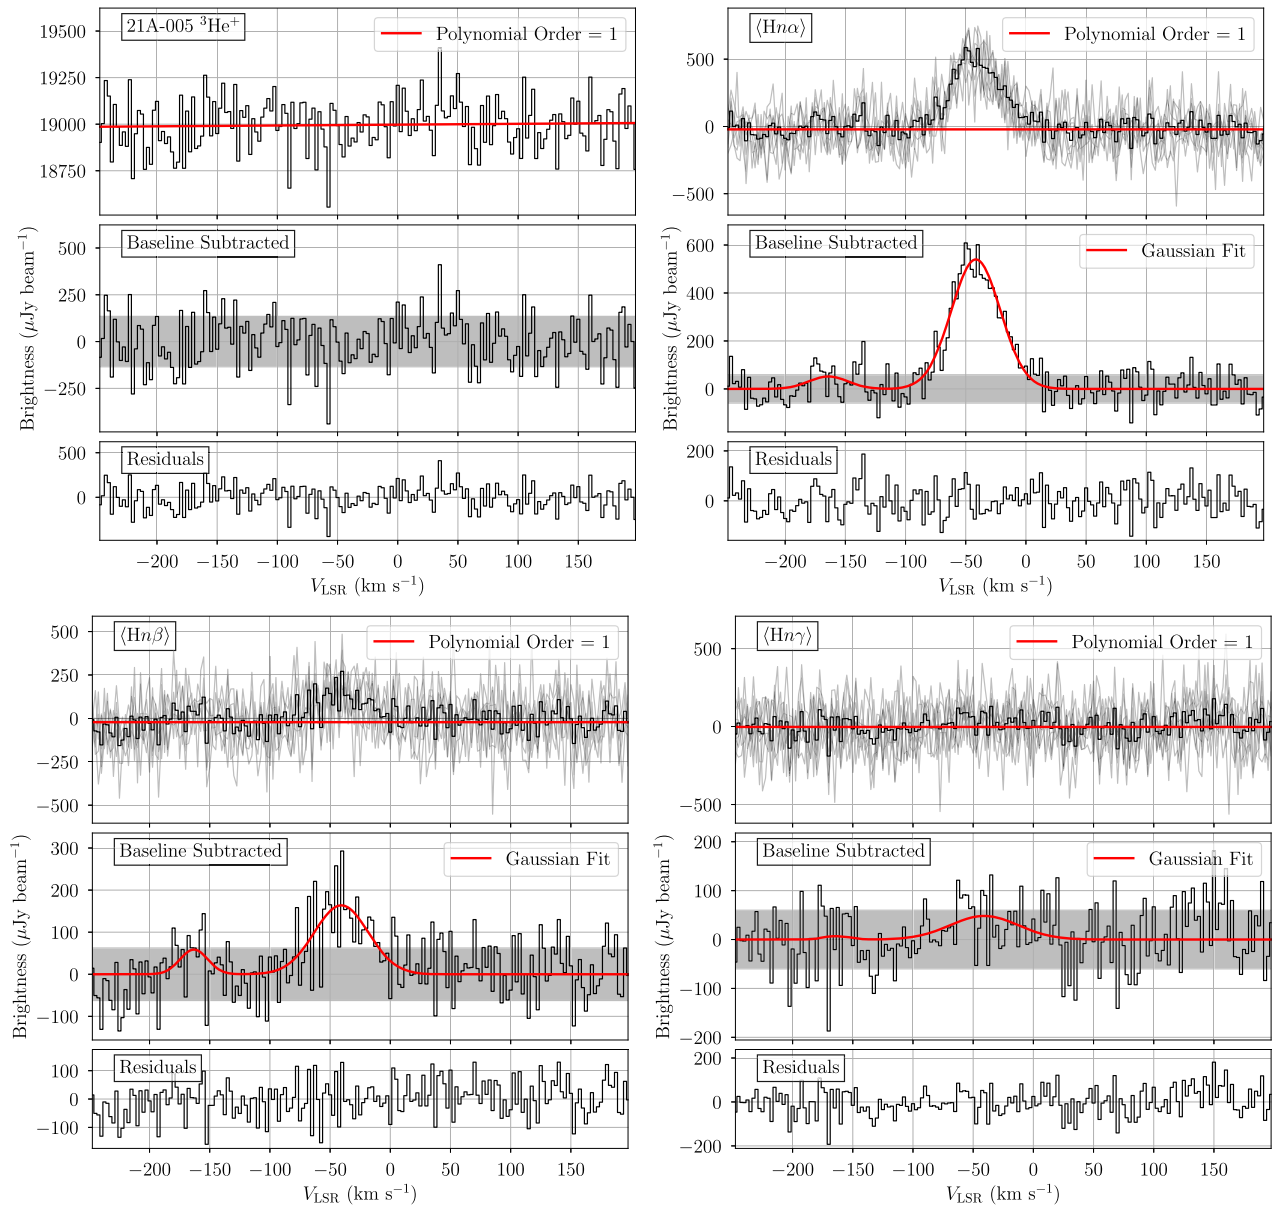 21A-005 ³He⁺
Polynomial Order = 1
19500
19250
19000
18750
Baseline Subtracted
500
250
0
−250
Brightness (μJy beam⁻¹)
Residuals
500
0
−200 −150 −100 −50 0 50 100 150
V_LSR (km s⁻¹)
⟨Hnα⟩
Polynomial Order = 1
500
0
−500
Baseline Subtracted
Gaussian Fit
600
400
200
0
Brightness (μJy beam⁻¹)
Residuals
200
0
−200 −150 −100 −50 0 50 100 150
V_LSR (km s⁻¹)
⟨Hnβ⟩
Polynomial Order = 1
500
250
0
−250
−500
Baseline Subtracted
Gaussian Fit
300
200
100
0
−100
Brightness (μJy beam⁻¹)
Residuals
100
0
−100
−200 −150 −100 −50 0 50 100 150
V_LSR (km s⁻¹)
⟨Hnγ⟩
Polynomial Order = 1
500
0
−500
Baseline Subtracted
Gaussian Fit
200
100
0
−100
−200
Brightness (μJy beam⁻¹)
Residuals
200
0
−200
−200 −150 −100 −50 0 50 100 150
V_LSR (km s⁻¹)